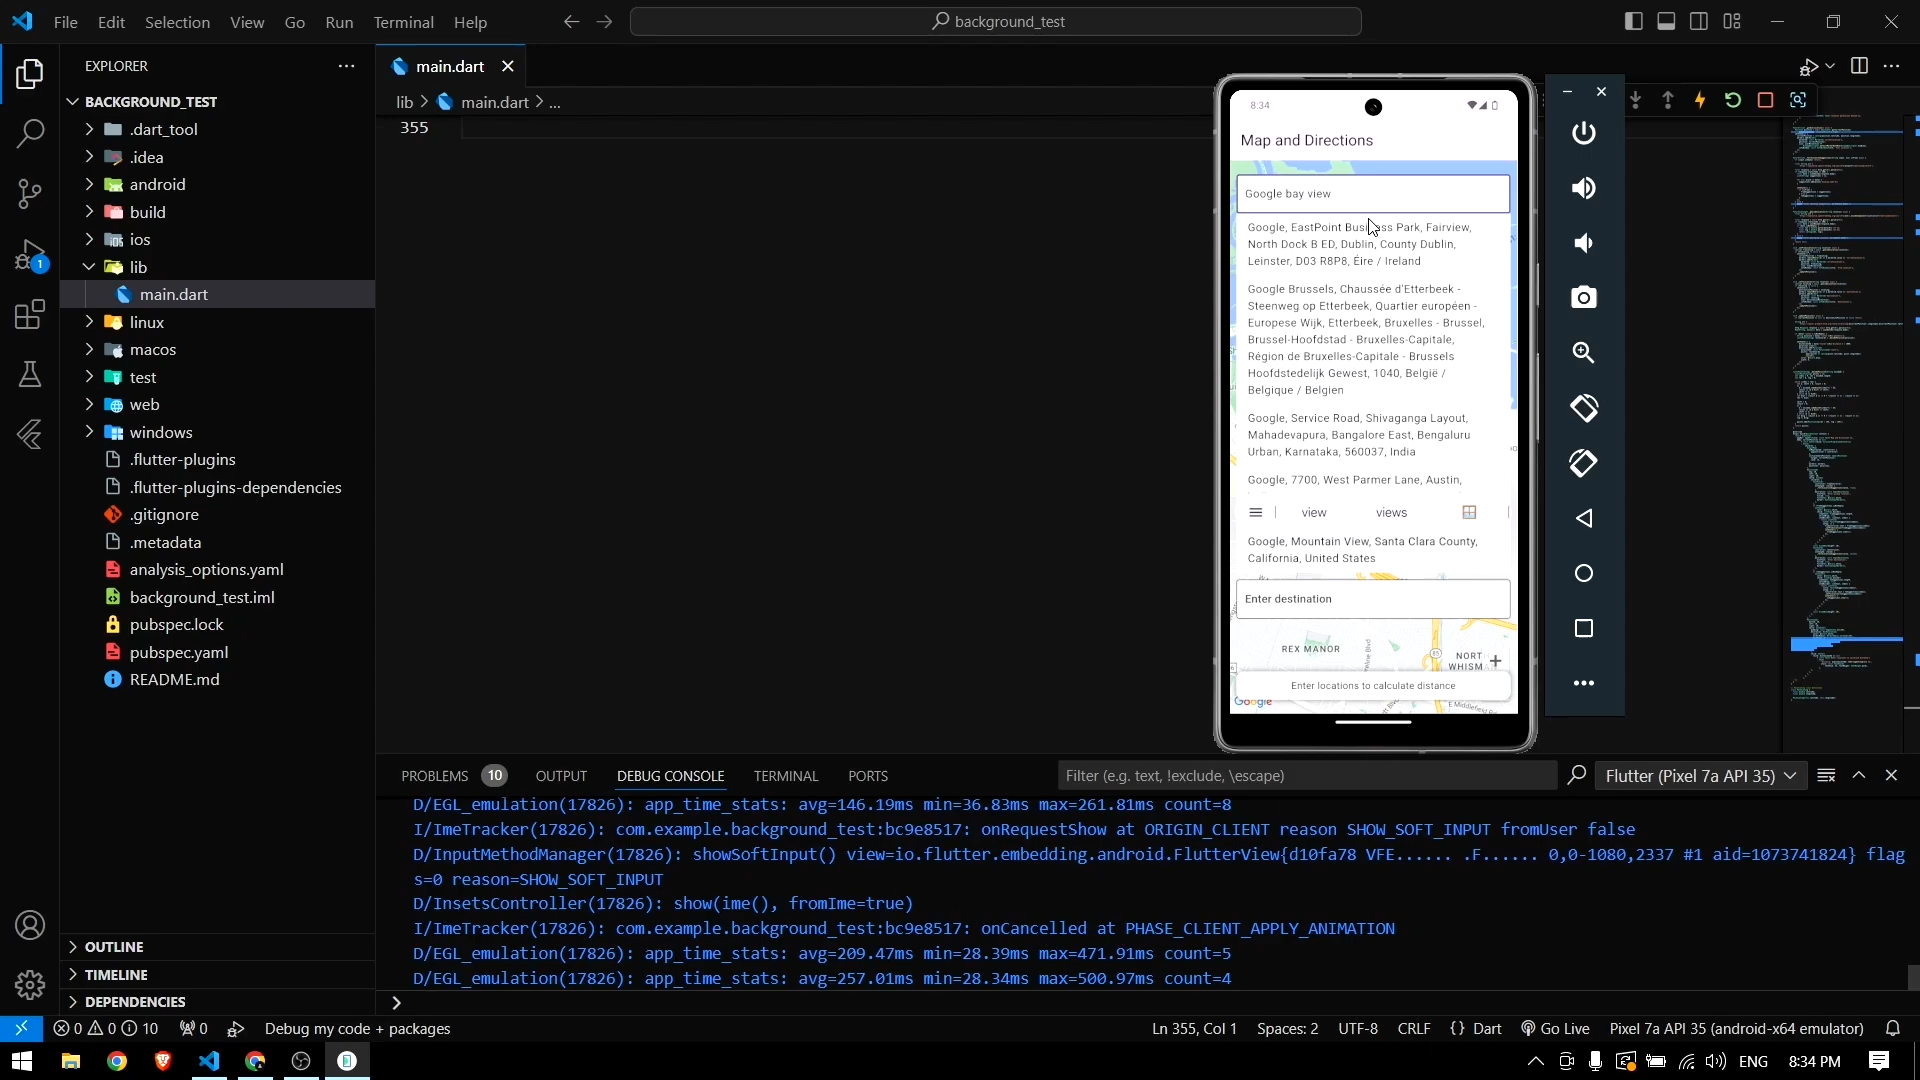 File Edit Selection View Go Run Terminal Help
background_test
EXPLORER
BACKGROUND_TEST
.dart_tool
.idea
android
build
ios
lib
main.dart
linux
macos
test
web
windows
.flutter-plugins
.flutter-plugins-dependencies
.gitignore
.metadata
analysis_options.yaml
background_test.iml
pubspec.lock
pubspec.yaml
README.md
OUTLINE
TIMELINE
DEPENDENCIES
1
main.dart
lib > main.dart > ...
355
8:34
Map and Directions
Google bay view
Google, EastPoint Business Park, Fairview,
North Dock B ED, Dublin, County Dublin,
Leinster, D03 R8P8, Éire / Ireland
Google Brussels, Chaussée d'Etterbeek -
Steenweg op Etterbeek, Quartier européen -
Europese Wijk, Etterbeek, Bruxelles - Brussel,
Brussel-Hoofdstad - Bruxelles-Capitale,
Région de Bruxelles-Capitale - Brussels
Hoofdstedelijk Gewest, 1040, België /
Belgique / Belgien
Google, Service Road, Shivaganga Layout,
Mahadevapura, Bangalore East, Bengaluru
Urban, Karnataka, 560037, India
Google, 7700, West Parmer Lane, Austin,
view views
Google, Mountain View, Santa Clara County,
California, United States
Enter destination
REX MANOR
85
NORT
WHISM
+
Enter locations to calculate distance
Google
E Middlefield
PROBLEMS 10 OUTPUT DEBUG CONSOLE TERMINAL PORTS
Filter (e.g. text, !exclude, \escape)
Flutter (Pixel 7a API 35)
D/EGL_emulation(17826): app_time_stats: avg=146.19ms min=36.83ms max=261.81ms count=8
I/ImeTracker(17826): com.example.background_test:bc9e8517: onRequestShow at ORIGIN_CLIENT reason SHOW_SOFT_INPUT fromUser false
D/InputMethodManager(17826): showSoftInput() view=io.flutter.embedding.android.FlutterView{d10fa78 VFE...... .F...... 0,0-1080,2337 #1 aid=1073741824} flag
s=0 reason=SHOW_SOFT_INPUT
D/InsetsController(17826): show(ime(), fromIme=true)
I/ImeTracker(17826): com.example.background_test:bc9e8517: onCancelled at PHASE_CLIENT_APPLY_ANIMATION
D/EGL_emulation(17826): app_time_stats: avg=209.47ms min=28.39ms max=471.91ms count=5
D/EGL_emulation(17826): app_time_stats: avg=257.01ms min=28.34ms max=500.97ms count=4
>
0 0 10 0 Debug my code + packages
Ln 355, Col 1 Spaces: 2 UTF-8 CRLF {} Dart Go Live Pixel 7a API 35 (android-x64 emulator)
ENG 8:34 PM